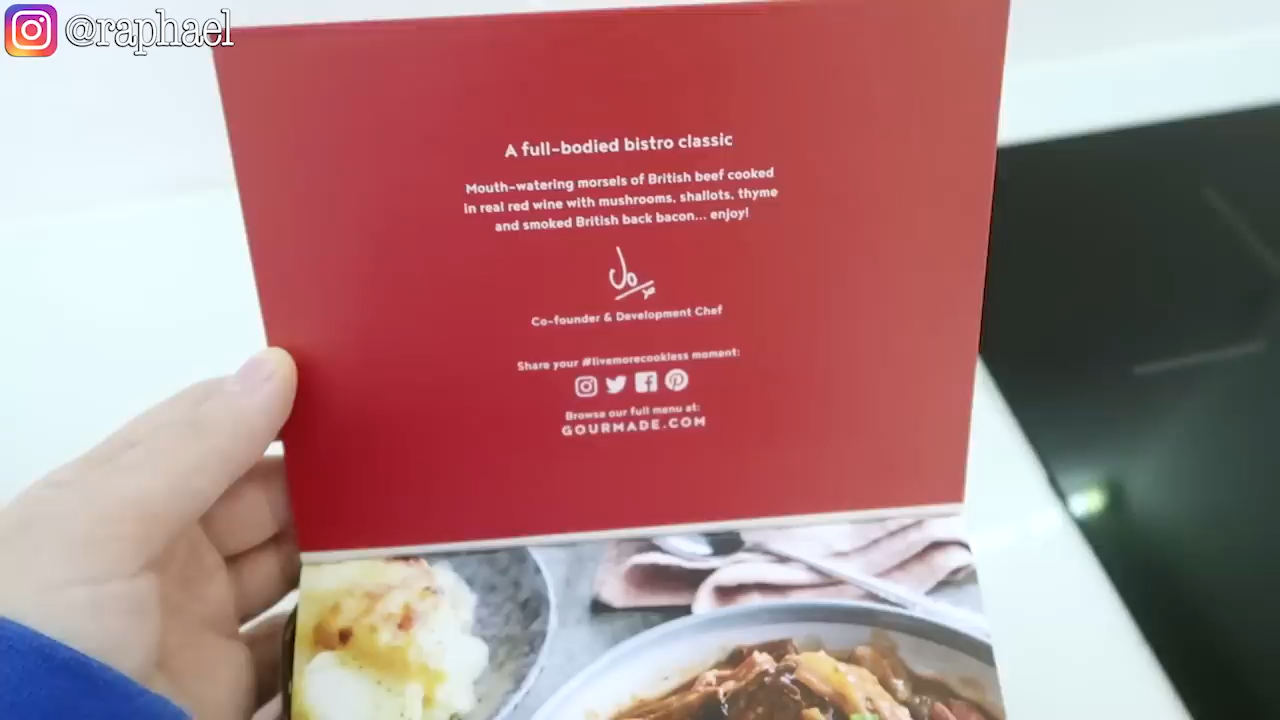 @raphael
A full-bodied bistro classic
Mouth-watering morsels of British beef cooked
in real red wine with mushrooms, shallots, thyme
and smoked British back bacon... enjoy!
Jo
Co-founder & Development Chef
Share your #livemorecookless moment:
Browse our full menu at:
GOURMADE.COM